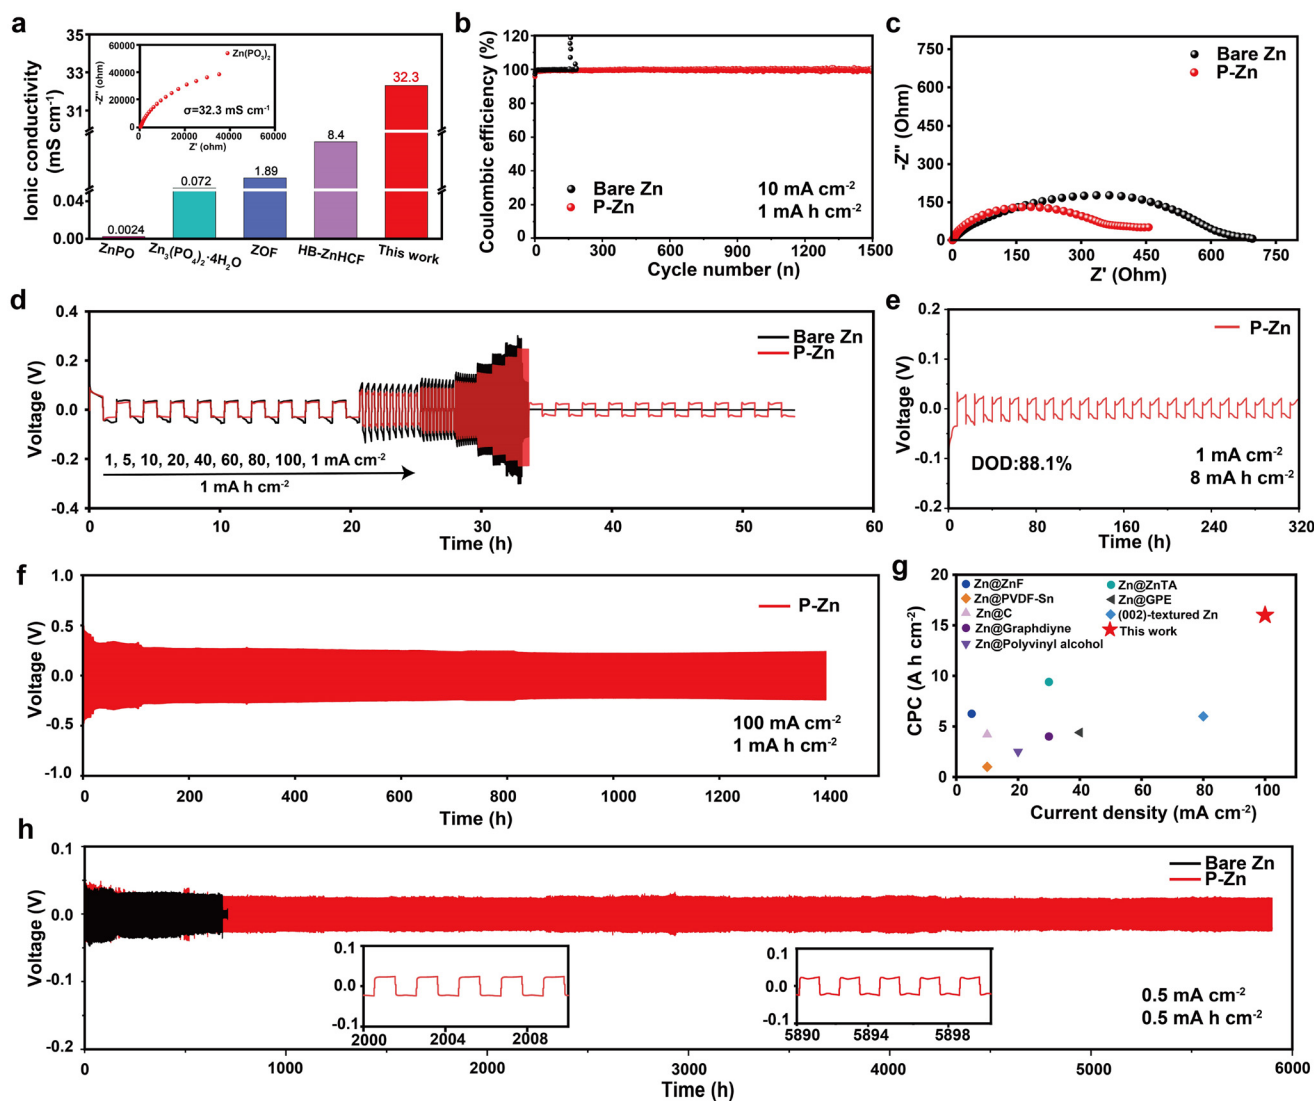 a
Ionic conductivity
(mS cm⁻¹)
35
33
31
0.04
0.00
60000
40000
20000
0
-Z'' (ohm)
Zn(PO₃)₂
σ=32.3 mS cm⁻¹
0 20000 40000 60000
Z' (ohm)
0.0024
0.072
1.89
8.4
32.3
ZnPO
Zn₃(PO₄)₂·4H₂O
ZOF
HB-ZnHCF
This work
b
Coulombic efficiency (%)
120
100
80
60
40
20
0
Bare Zn
P-Zn
10 mA cm⁻²
1 mA h cm⁻²
0 300 600 900 1200 1500
Cycle number (n)
c
-Z'' (Ohm)
750
600
450
300
150
0
Bare Zn
P-Zn
0 150 300 450 600 750
Z' (Ohm)
d
Voltage (V)
0.4
0.2
0.0
-0.2
-0.4
Bare Zn
P-Zn
1, 5, 10, 20, 40, 60, 80, 100, 1 mA cm⁻²
1 mA h cm⁻²
0 10 20 30 40 50 60
Time (h)
e
Voltage (V)
0.2
0.1
0.0
-0.1
-0.2
P-Zn
DOD:88.1%
1 mA cm⁻²
8 mA h cm⁻²
0 80 160 240 320
Time (h)
f
Voltage (V)
1.0
0.5
0.0
-0.5
-1.0
P-Zn
100 mA cm⁻²
1 mA h cm⁻²
0 200 400 600 800 1000 1200 1400
Time (h)
g
CPC (A h cm⁻²)
20
15
10
5
0
Zn@ZnF
Zn@PVDF-Sn
Zn@C
Zn@Graphdiyne
Zn@Polyvinyl alcohol
Zn@ZnTA
Zn@GPE
(002)-textured Zn
This work
0 20 40 60 80 100
Current density (mA cm⁻²)
h
Voltage (V)
0.1
0.0
-0.1
-0.2
Bare Zn
P-Zn
0.1
0.0
-0.1
2000 2004 2008
0.1
0.0
-0.1
5890 5894 5898
0.5 mA cm⁻²
0.5 mA h cm⁻²
0 1000 2000 3000 4000 5000 6000
Time (h)